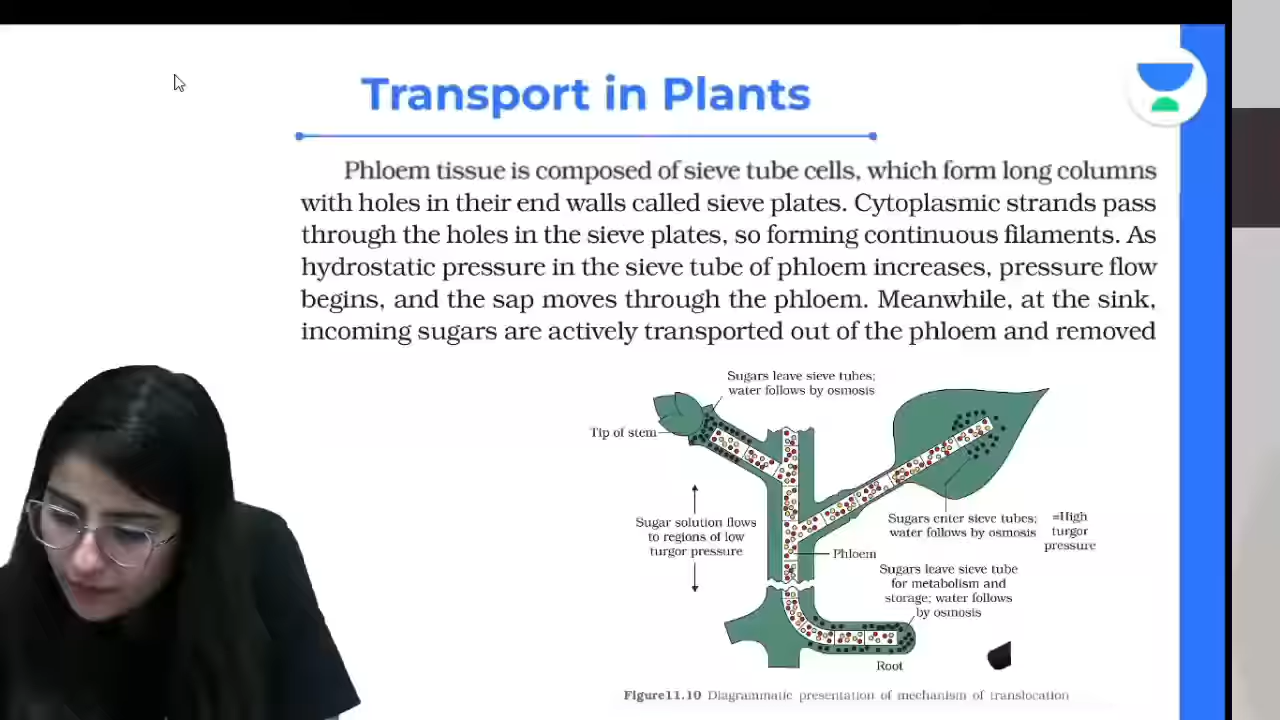 Transport in Plants
Phloem tissue is composed of sieve tube cells, which form long columns
with holes in their end walls called sieve plates. Cytoplasmic strands pass
through the holes in the sieve plates, so forming continuous filaments. As
hydrostatic pressure in the sieve tube of phloem increases, pressure flow
begins, and the sap moves through the phloem. Meanwhile, at the sink,
incoming sugars are actively transported out of the phloem and removed
Sugars leave sieve tubes;
water follows by osmosis
Tip of stem
Sugar solution flows
to regions of low
turgor pressure
Sugars enter sieve tubes;
water follows by osmosis
=High
turgor
pressure
Phloem
Sugars leave sieve tube
for metabolism and
storage; water follows
by osmosis
Root
Figure11.10 Diagrammatic presentation of mechanism of translocation